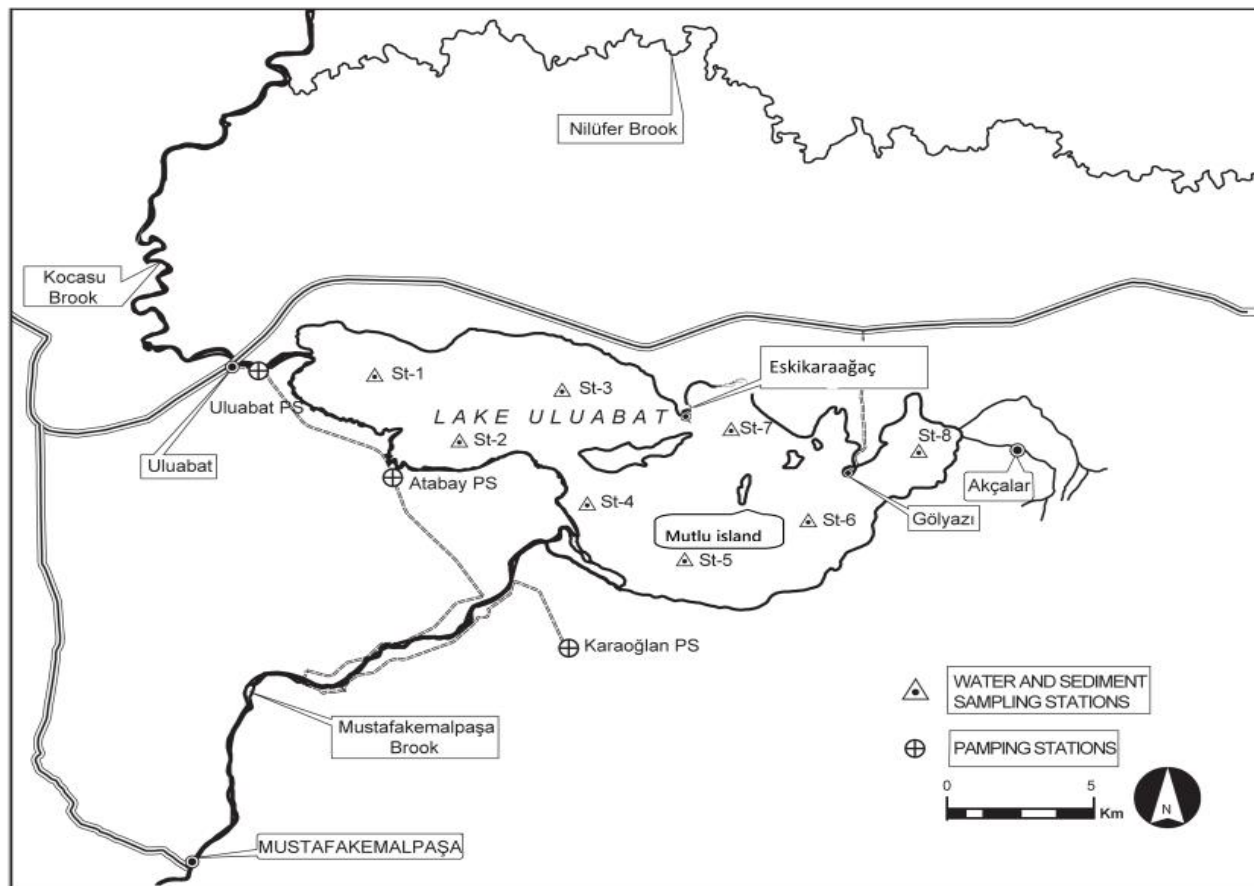 Nilüfer Brook
Kocasu
Brook
Eskikaraağaç
St-1
St-3
Uluabat PS
LAKE ULUABAT
St-7
St-2
St-8
Uluabat
Atabay PS
Akçalar
St-4
Gölyazı
St-6
Mutlu island
St-5
Karaoğlan PS
WATER AND SEDIMENT
SAMPLING STATIONS
Mustafakemalpaşa
Brook
PAMPING STATIONS
0 5
Km
N
MUSTAFAKEMALPAŞA